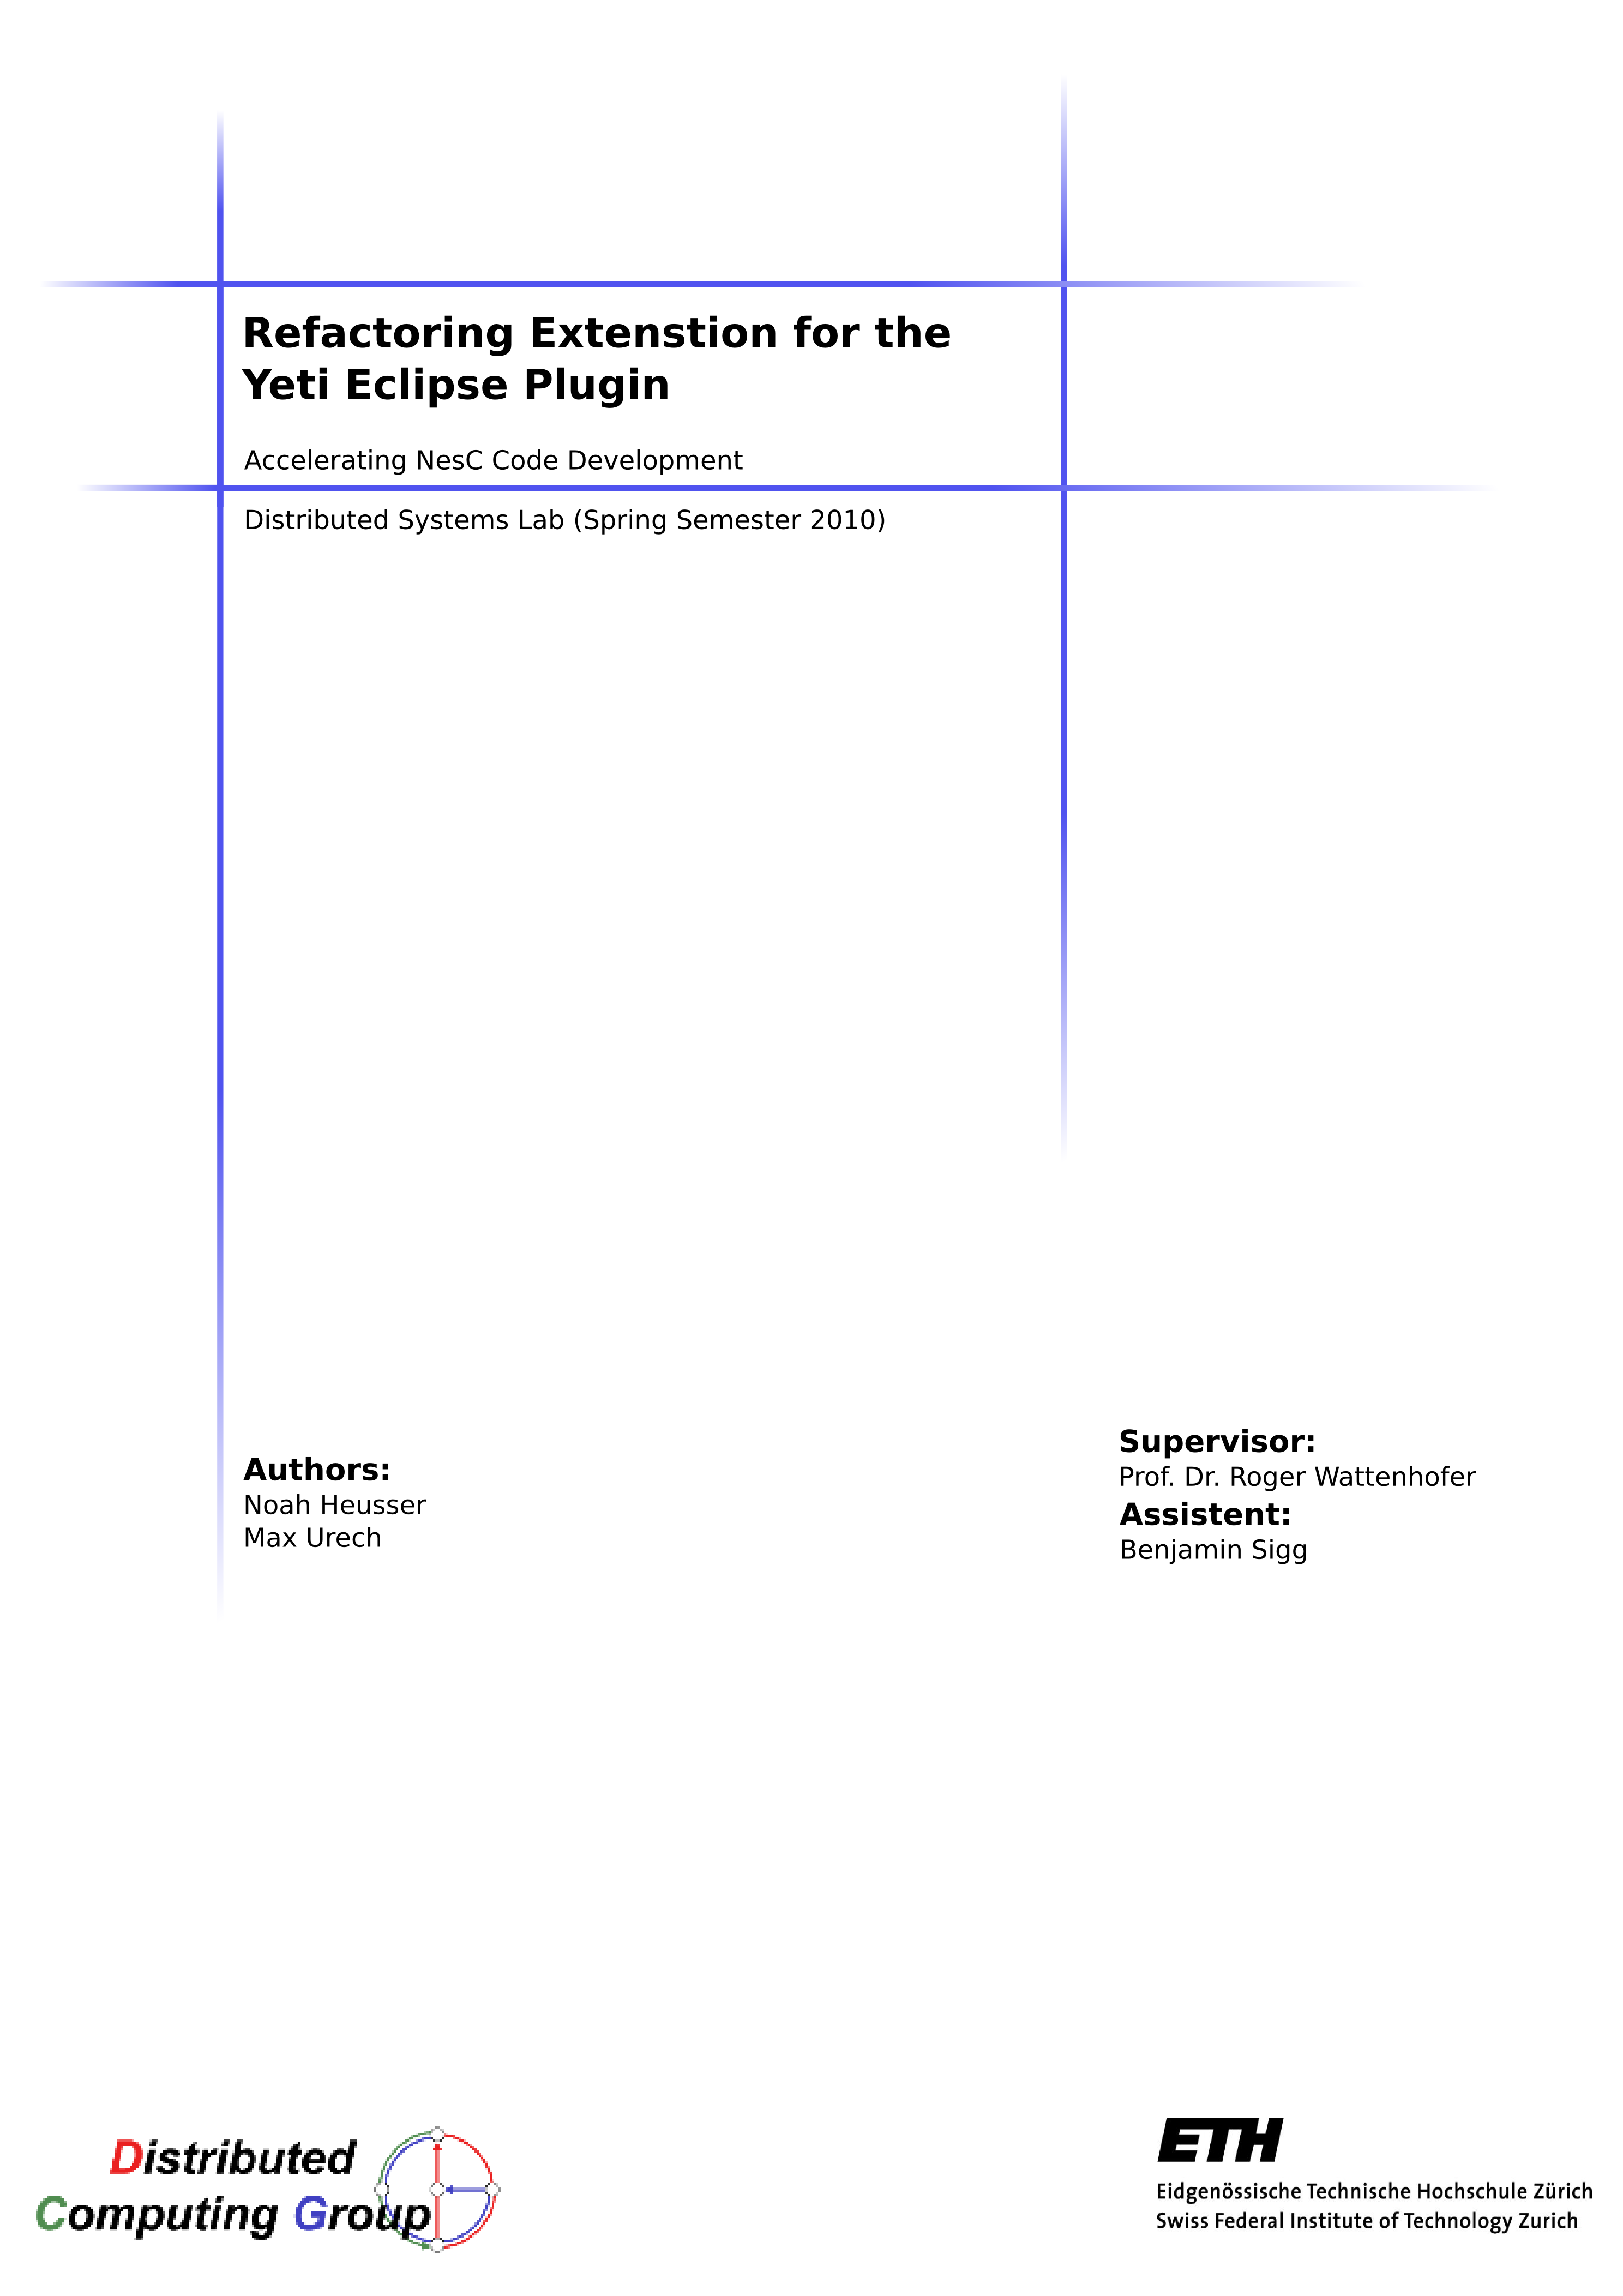 Refactoring Extenstion for the
Yeti Eclipse Plugin
Accelerating NesC Code Development
Distributed Systems Lab (Spring Semester 2010)
Authors:
Noah Heusser
Max Urech
Supervisor:
Prof. Dr. Roger Wattenhofer
Assistent:
Benjamin Sigg
Distributed
Computing Group
ETH
Eidgenössische Technische Hochschule Zürich
Swiss Federal Institute of Technology Zurich